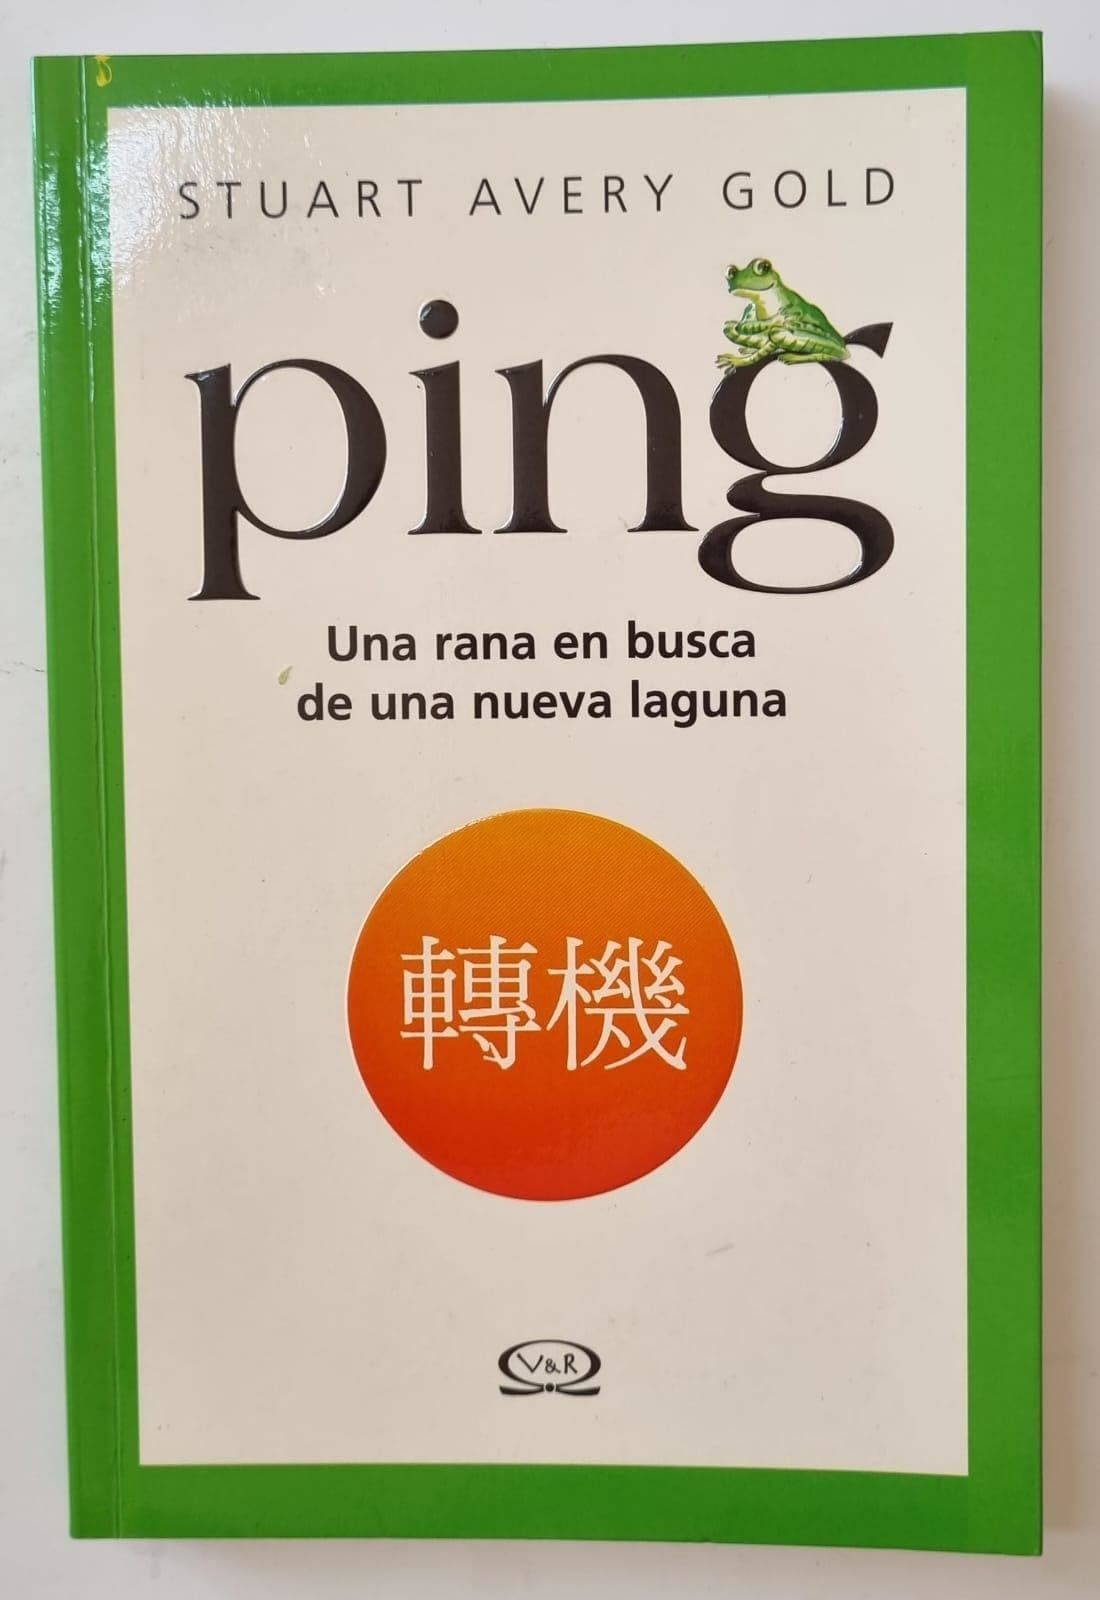 STUART AVERY GOLD
ping
Una rana en busca
de una nueva laguna
轉機
V&R